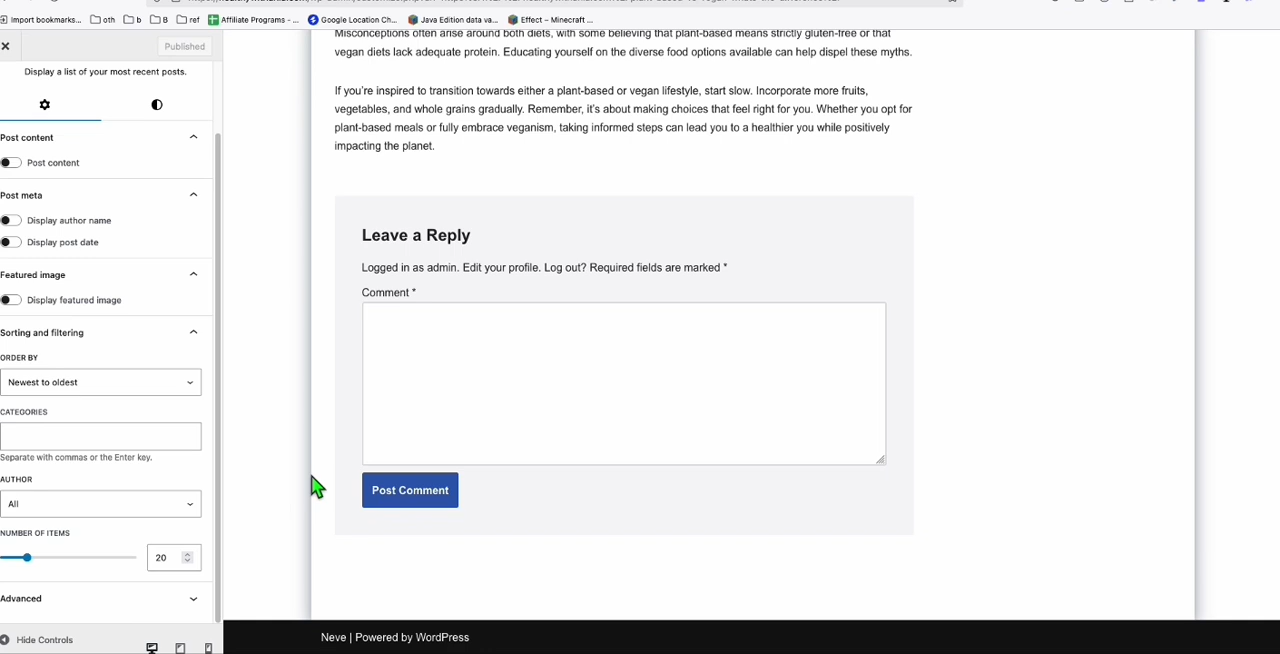 Import bookmarks...
oth
b
B
ref
Affiliate Programs - ...
Google Location Ch...
Java Edition data va...
Effect – Minecraft ...
Published
Display a list of your most recent posts.
Post content
Post content
Post meta
Display author name
Display post date
Featured image
Display featured image
Sorting and filtering
ORDER BY
Newest to oldest
CATEGORIES
Separate with commas or the Enter key.
AUTHOR
All
NUMBER OF ITEMS
20
Advanced
Hide Controls
Misconceptions often arise around both diets, with some believing that plant-based means strictly gluten-free or that
vegan diets lack adequate protein. Educating yourself on the diverse food options available can help dispel these myths.
If you're inspired to transition towards either a plant-based or vegan lifestyle, start slow. Incorporate more fruits,
vegetables, and whole grains gradually. Remember, it's about making choices that feel right for you. Whether you opt for
plant-based meals or fully embrace veganism, taking informed steps can lead you to a healthier you while positively
impacting the planet.
Leave a Reply
Logged in as admin. Edit your profile. Log out? Required fields are marked *
Comment *
Post Comment
Neve | Powered by WordPress